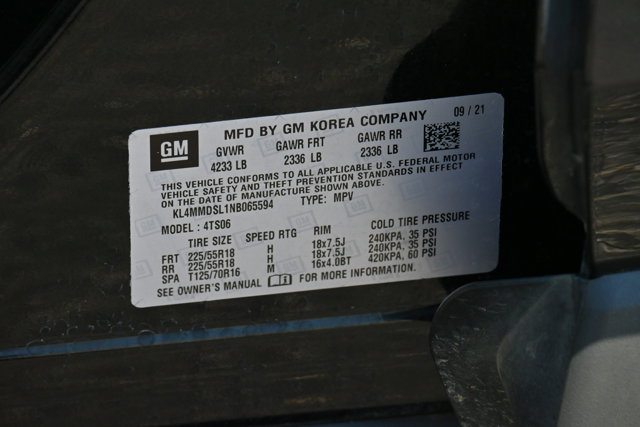 GM
MFD BY GM KOREA COMPANY 09 / 21
GVWR GAWR FRT GAWR RR
4233 LB 2336 LB 2336 LB
THIS VEHICLE CONFORMS TO ALL APPLICABLE U.S. FEDERAL MOTOR
VEHICLE SAFETY AND THEFT PREVENTION STANDARDS IN EFFECT
ON THE DATE OF MANUFACTURE SHOWN ABOVE.
KL4MMDSL1NB065594 TYPE: MPV
MODEL : 4TS06
TIRE SIZE SPEED RTG RIM COLD TIRE PRESSURE
FRT 225/55R18 H 18x7.5J 240KPA, 35 PSI
RR 225/55R18 H 18x7.5J 240KPA, 35 PSI
SPA T125/70R16 M 16x4.0BT 420KPA, 60 PSI
SEE OWNER'S MANUAL FOR MORE INFORMATION.